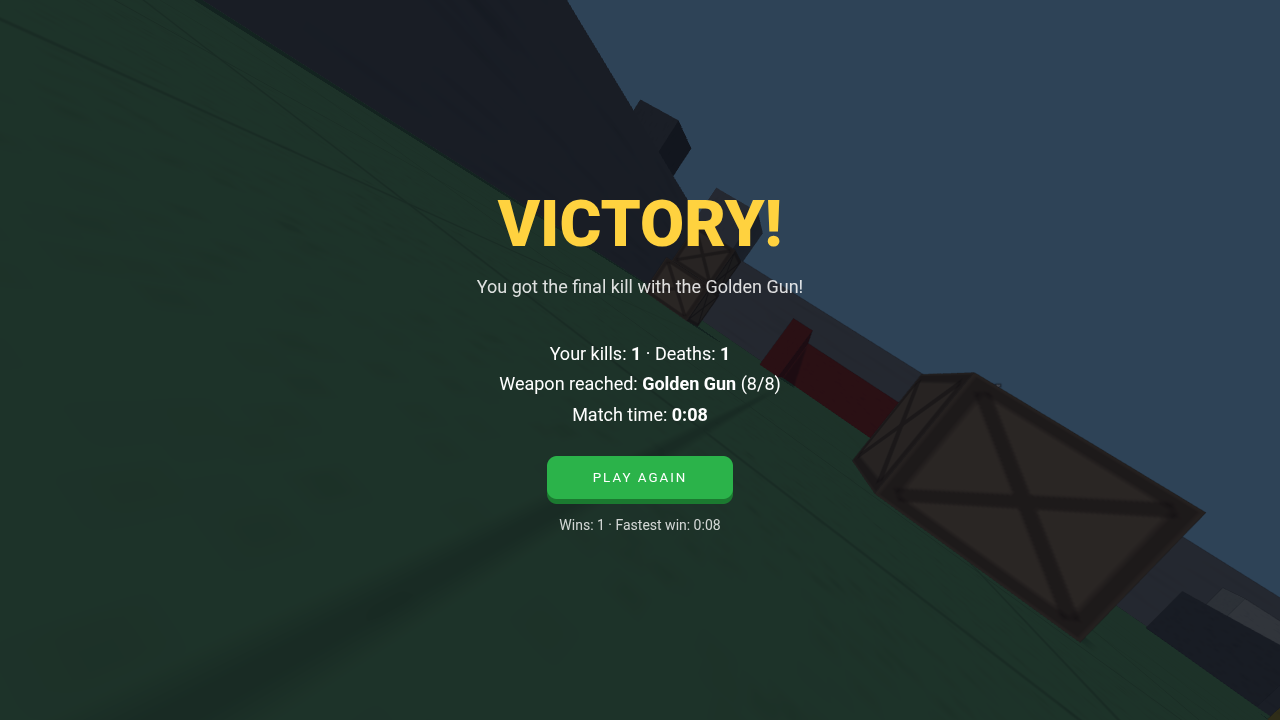 VICTORY!
You got the final kill with the Golden Gun!
Your kills: 1 · Deaths: 1
Weapon reached: Golden Gun (8/8)
Match time: 0:08
PLAY AGAIN
Wins: 1 · Fastest win: 0:08